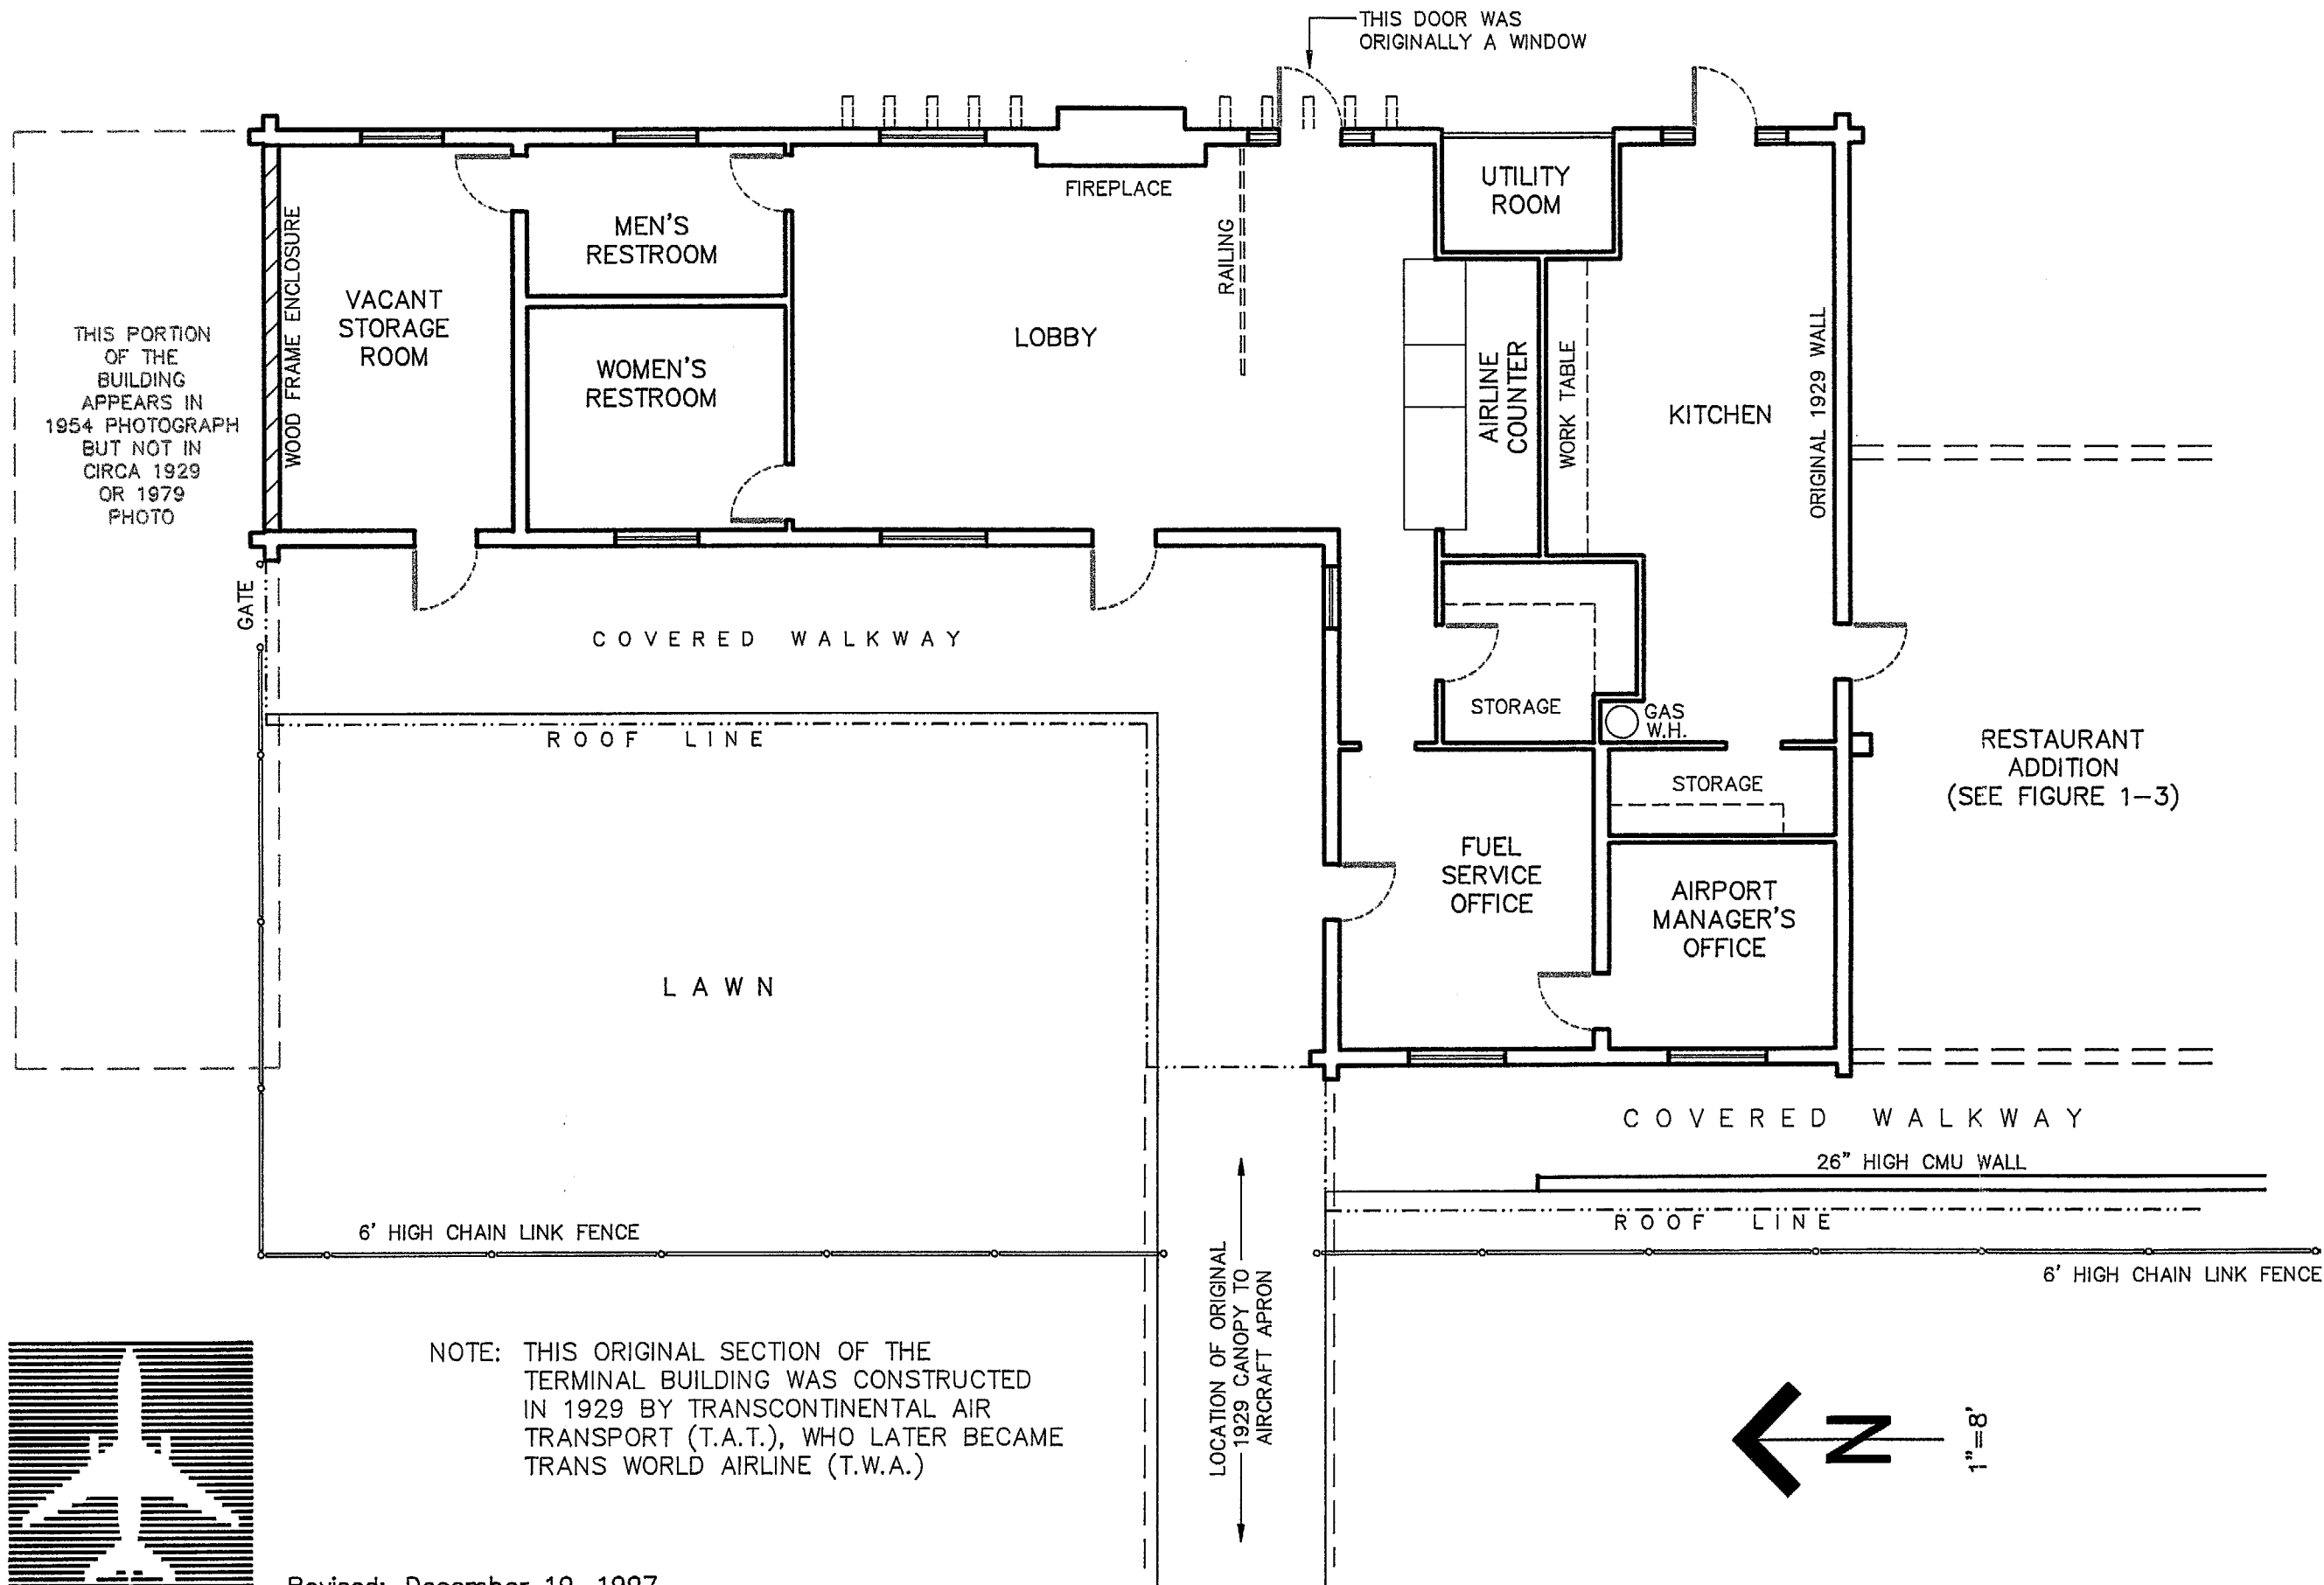 THIS DOOR WAS
ORIGINALLY A WINDOW
FIREPLACE
UTILITY
ROOM
MEN'S
RESTROOM
RAILING
WOOD FRAME ENCLOSURE
VACANT
STORAGE
ROOM
LOBBY
THIS PORTION
OF THE
BUILDING
APPEARS IN
1954 PHOTOGRAPH
BUT NOT IN
CIRCA 1929
OR 1979
PHOTO
WOMEN'S
RESTROOM
AIRLINE
COUNTER
WORK TABLE
KITCHEN
ORIGINAL 1929 WALL
GATE
COVERED WALKWAY
STORAGE
GAS
W.H.
ROOF LINE
STORAGE
RESTAURANT
ADDITION
(SEE FIGURE 1-3)
FUEL
SERVICE
OFFICE
AIRPORT
MANAGER'S
OFFICE
LAWN
COVERED WALKWAY
26" HIGH CMU WALL
ROOF LINE
6' HIGH CHAIN LINK FENCE
6' HIGH CHAIN LINK FENCE
LOCATION OF ORIGINAL
1929 CANOPY TO
AIRCRAFT APRON
NOTE: THIS ORIGINAL SECTION OF THE
TERMINAL BUILDING WAS CONSTRUCTED
IN 1929 BY TRANSCONTINENTAL AIR
TRANSPORT (T.A.T.), WHO LATER BECAME
TRANS WORLD AIRLINE (T.W.A.)
N
1"=8'
Revised: December 19, 1997